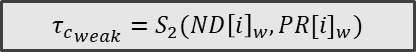 τ_{c_{weak}} = S_2(ND[i]_w, PR[i]_w)